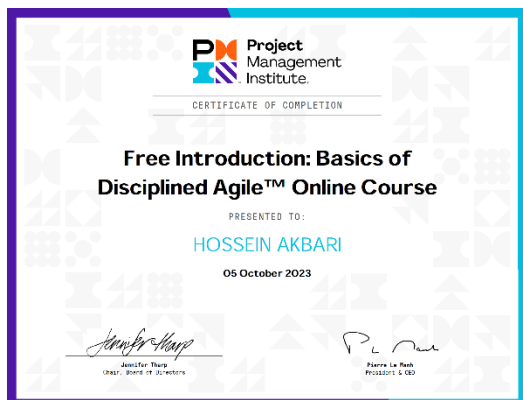 PM
Project
Management
Institute.
CERTIFICATE OF COMPLETION
Free Introduction: Basics of
Disciplined Agile™ Online Course
PRESENTED TO:
HOSSEIN AKBARI
05 October 2023
Jennifer Tharp
Pierre Le Manh
Chair, Board of Directors
President & CEO